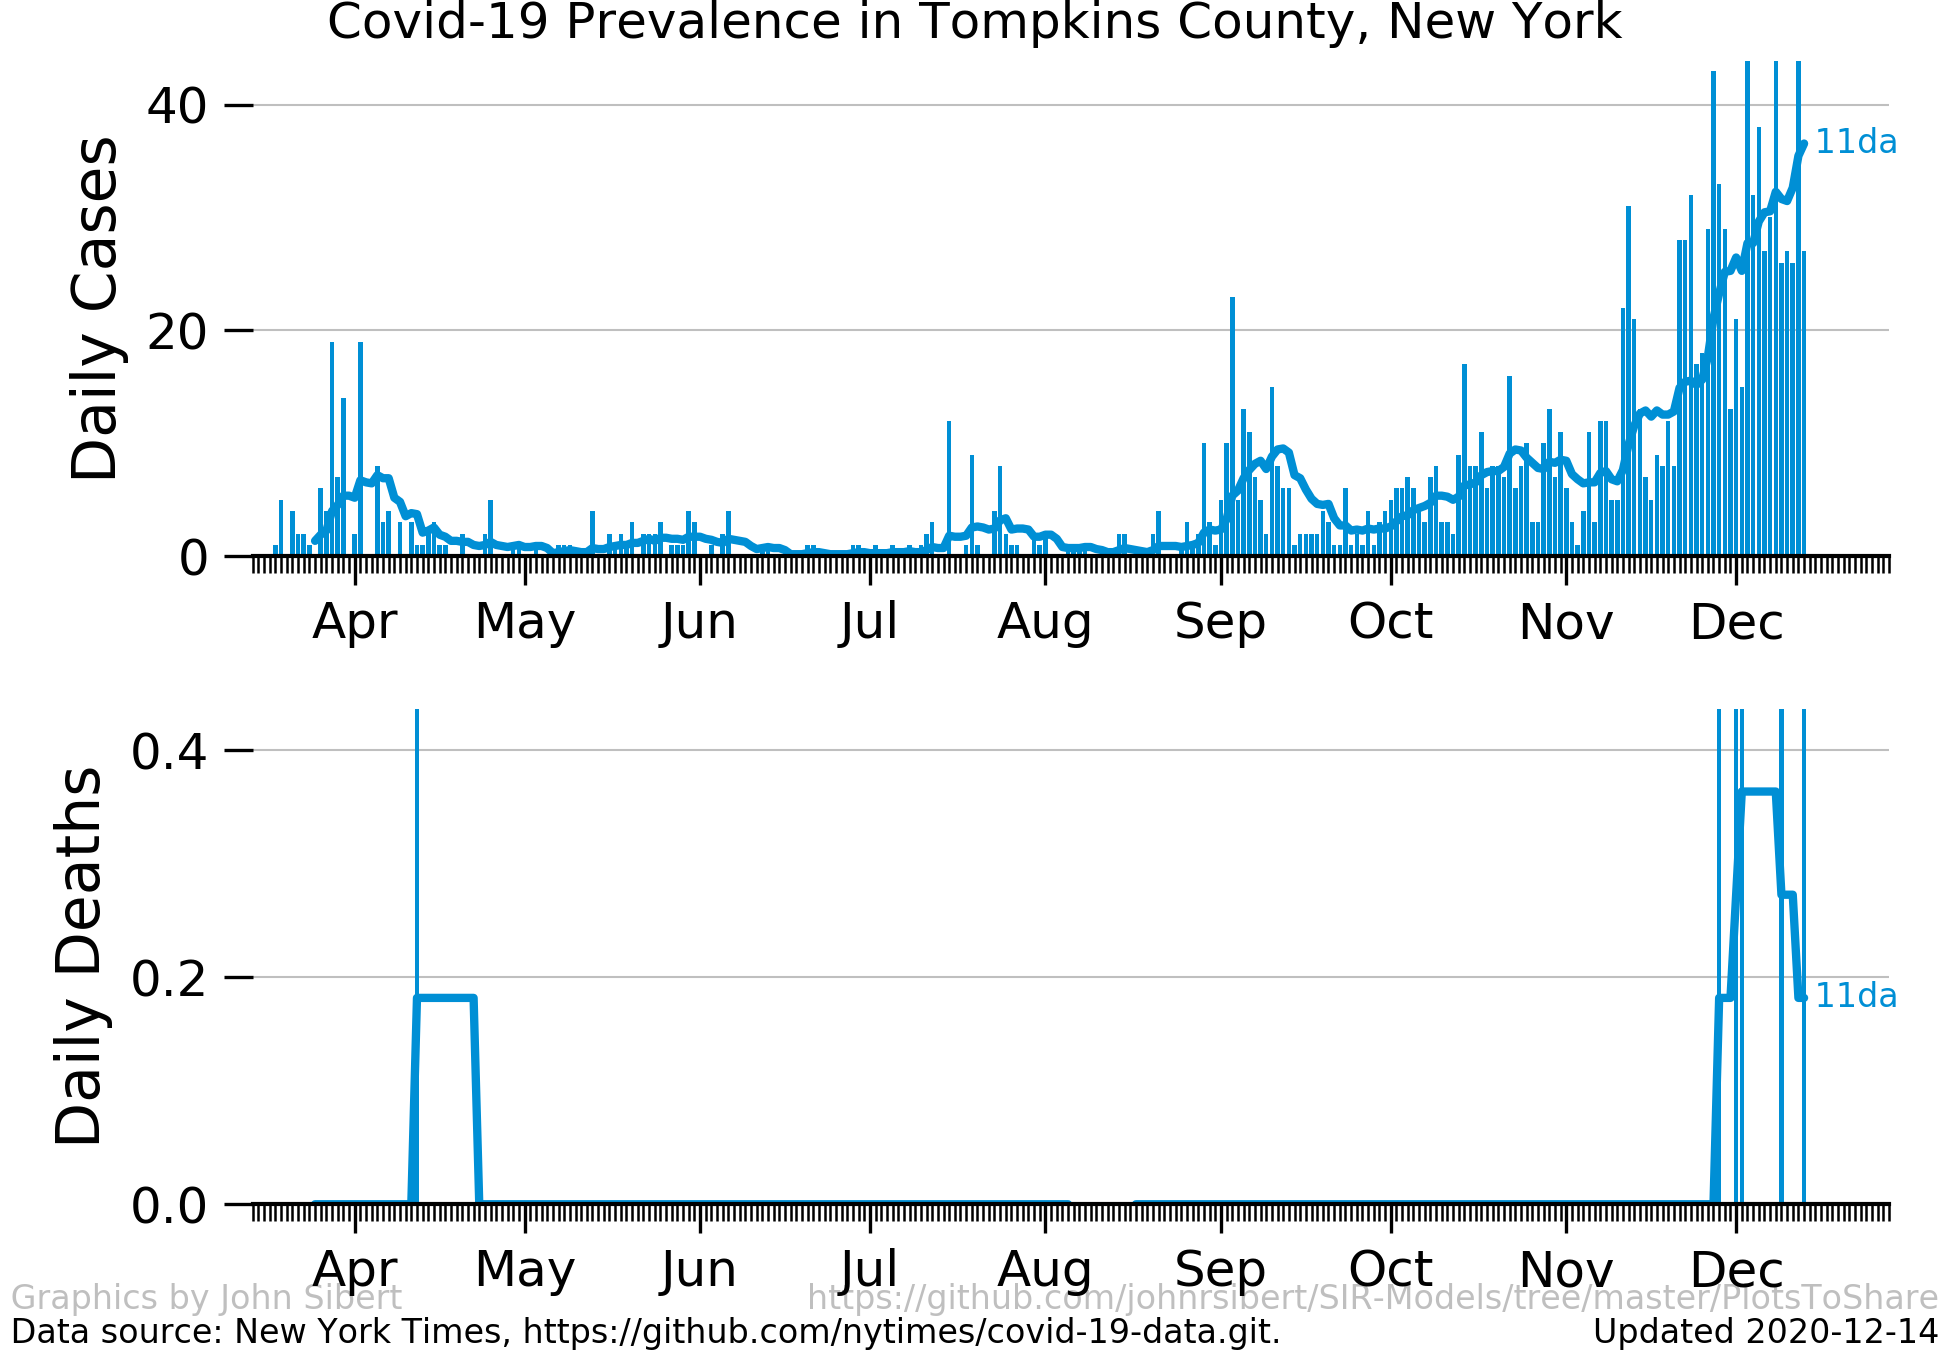 Covid-19 Prevalence in Tompkins County, New York
Daily Cases
40
20
0
11da
Apr May Jun Jul Aug Sep Oct Nov Dec
Daily Deaths
0.4
0.2
0.0
11da
Apr May Jun Jul Aug Sep Oct Nov Dec
Graphics by John Sibert https://github.com/johnrsibert/SIR-Models/tree/master/PlotsToShare
Data source: New York Times, https://github.com/nytimes/covid-19-data.git. Updated 2020-12-14